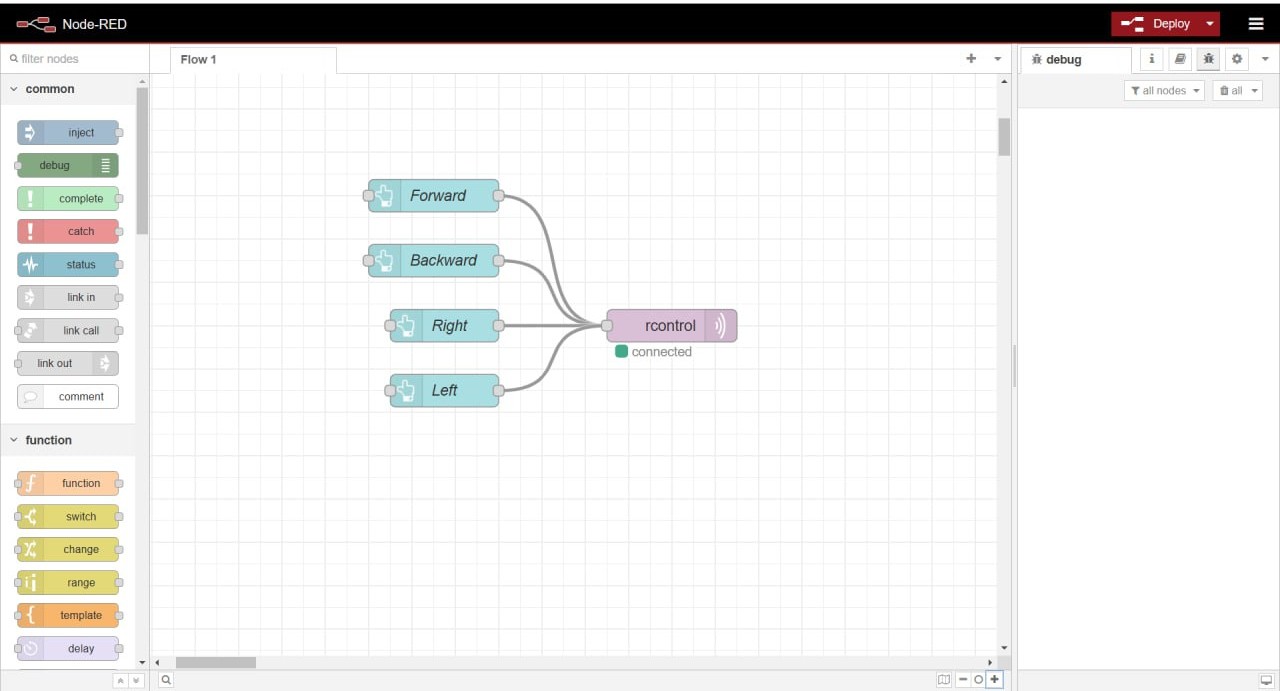 Node-RED
Deploy
filter nodes
Flow 1
debug
i
all nodes
all
common
inject
debug
complete
catch
status
link in
link call
link out
comment
function
function
switch
change
range
template
delay
Forward
Backward
Right
Left
rcontrol
connected